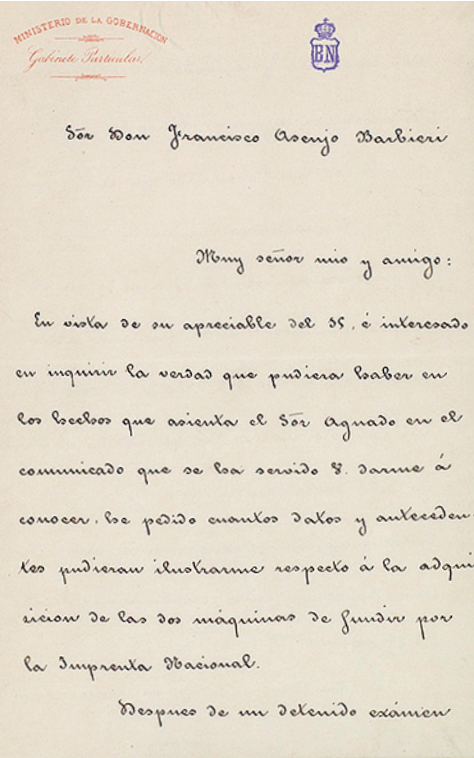 MINISTERIO DE LA GOBERNACION
Gabinete Particular.
BN
Sōr Don Francisco Asenjo Barbieri
Muy señor mio y amigo:
En vista de su apreciable del 15, é interesado
en inquirir la verdad que pudiera haber en
los hechos que asienta el Sōr Aguado en el
comunicado que se ha servido V. darme á
conocer, he pedido cuantos datos y anteceden
tes pudieran ilustrarme respecto á la adqui
sicion de las dos máquinas de fundir por
la Imprenta Nacional.
Despues de un detenido exámen